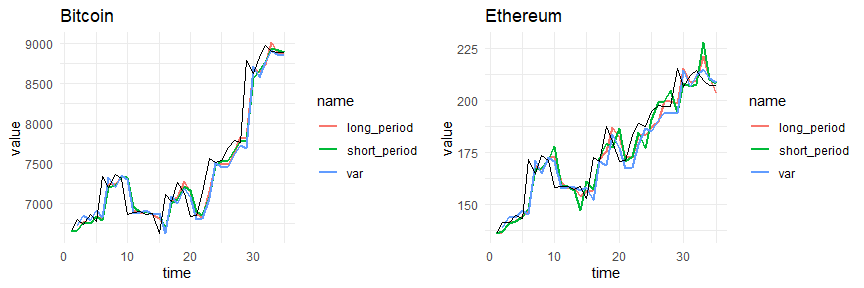 Bitcoin
9000
8500
8000
7500
7000
value
0
10
20
30
time
name
long_period
short_period
var
Ethereum
225
200
175
150
value
0
10
20
30
time
name
long_period
short_period
var